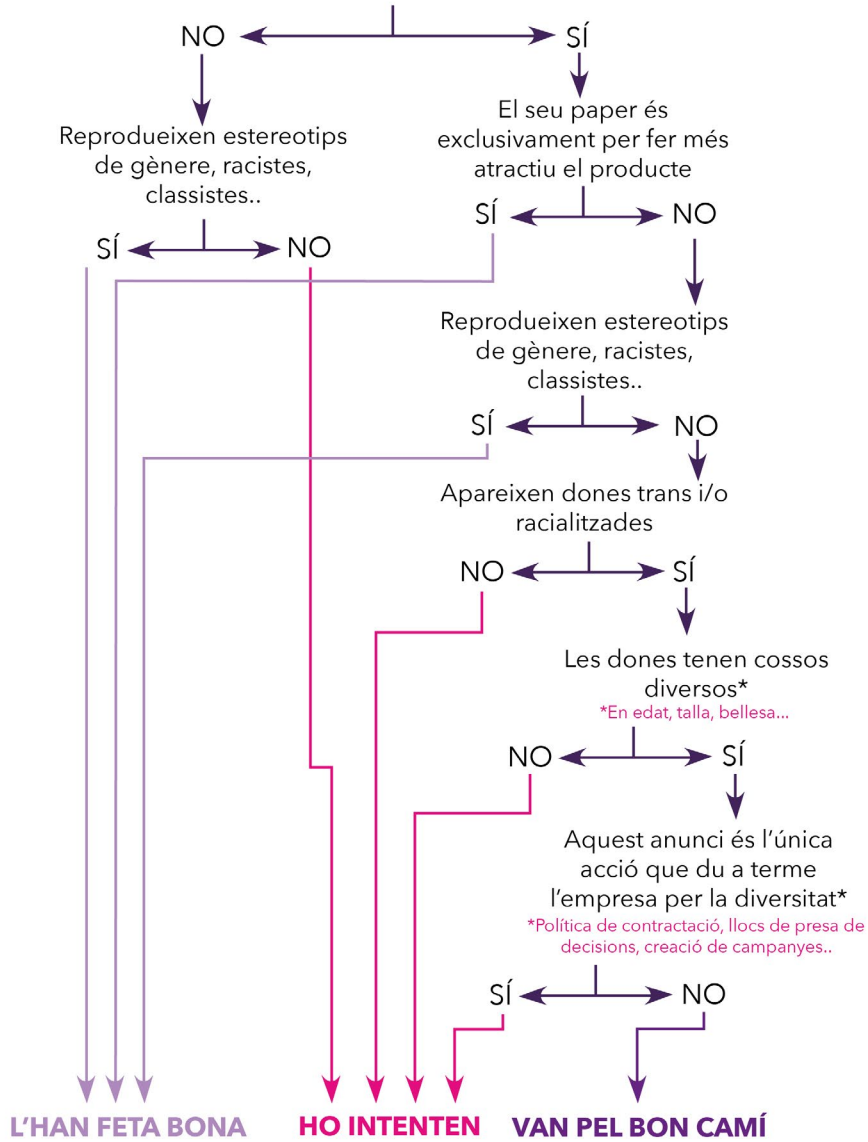 NO
SÍ
Reprodueixen estereotips
de gènere, racistes,
classistes..
El seu paper és
exclusivament per fer més
atractiu el producte
SÍ
NO
SÍ
NO
Reprodueixen estereotips
de gènere, racistes,
classistes..
SÍ
NO
Apareixen dones trans i/o
racialitzades
NO
SÍ
Les dones tenen cossos
diversos*
*En edat, talla, bellesa...
NO
SÍ
Aquest anunci és l'única
acció que du a terme
l'empresa per la diversitat*
*Política de contractació, llocs de presa de
decisions, creació de campanyes..
SÍ
NO
L'HAN FETA BONA
HO INTENTEN
VAN PEL BON CAMÍ